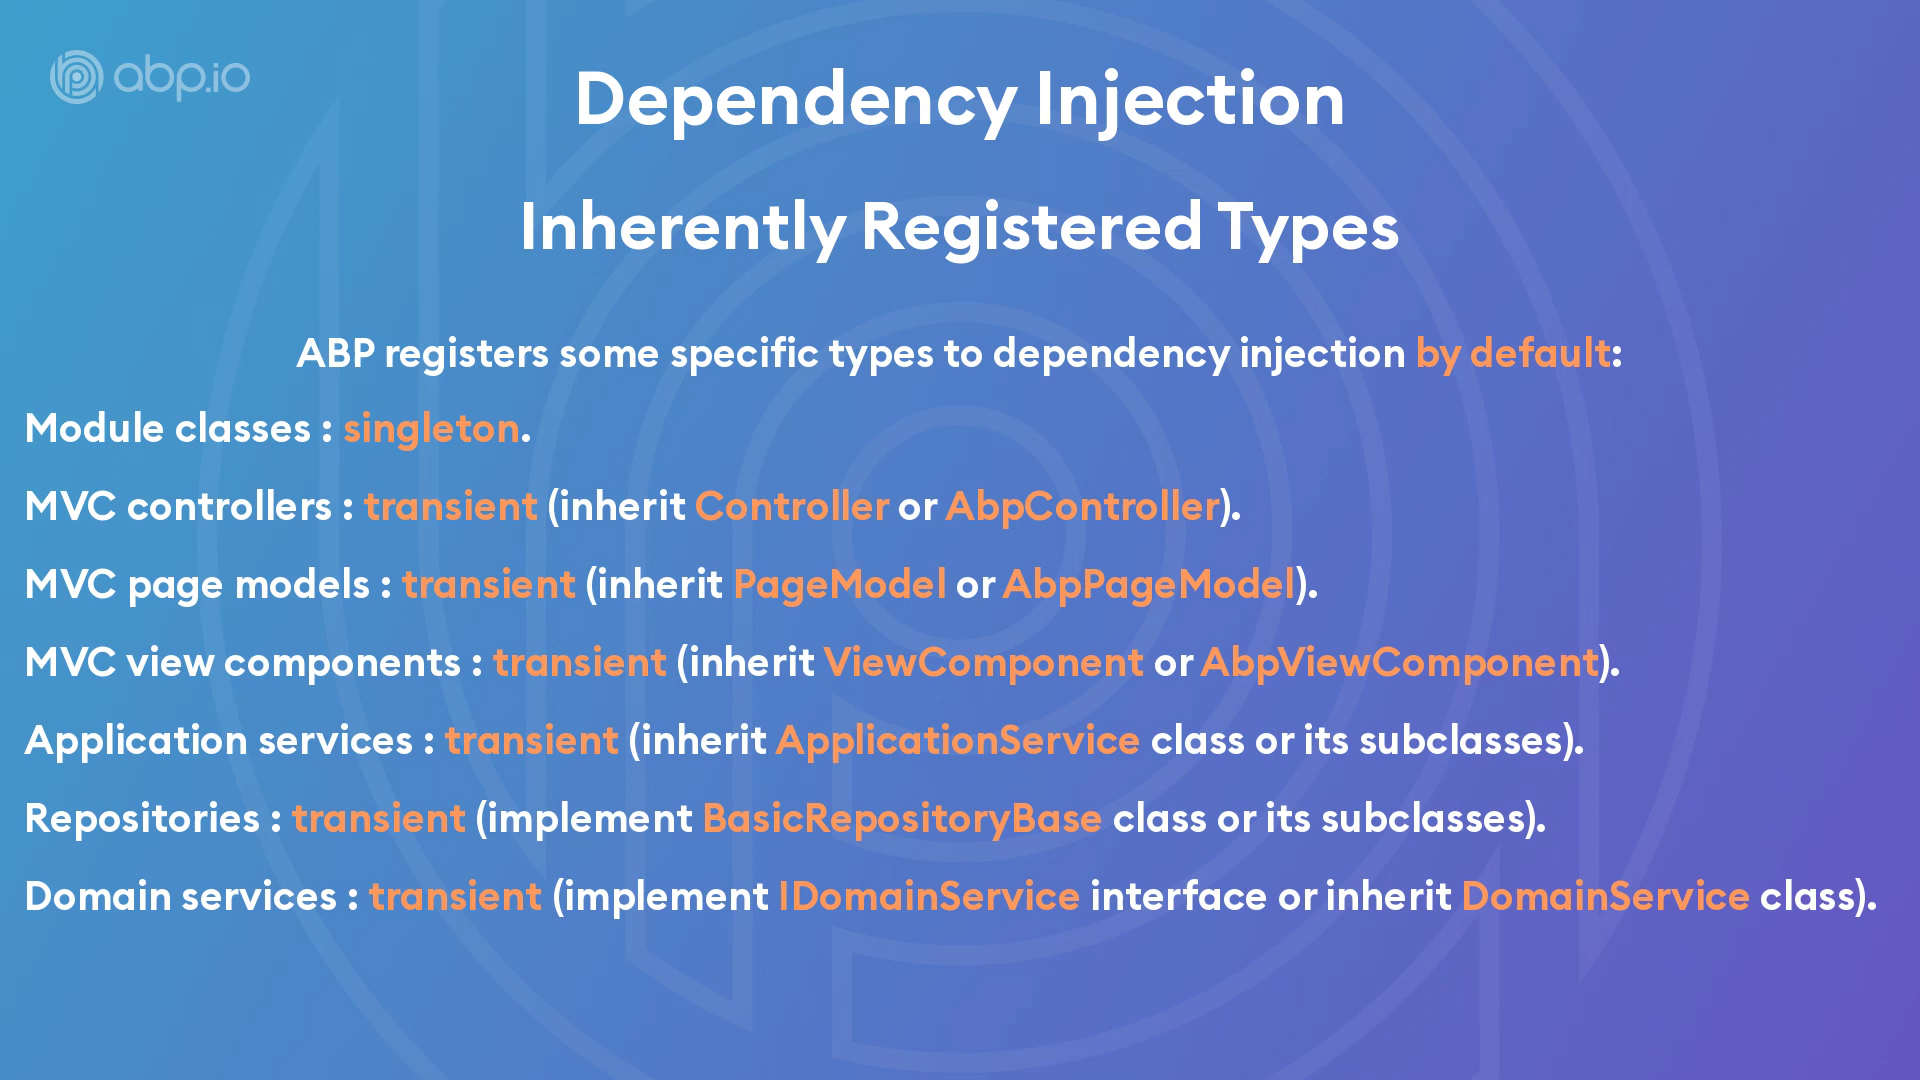 abp.io
Dependency Injection
Inherently Registered Types
ABP registers some specific types to dependency injection by default:
Module classes : singleton.
MVC controllers : transient (inherit Controller or AbpController).
MVC page models : transient (inherit PageModel or AbpPageModel).
MVC view components : transient (inherit ViewComponent or AbpViewComponent).
Application services : transient (inherit ApplicationService class or its subclasses).
Repositories : transient (implement BasicRepositoryBase class or its subclasses).
Domain services : transient (implement IDomainService interface or inherit DomainService class).